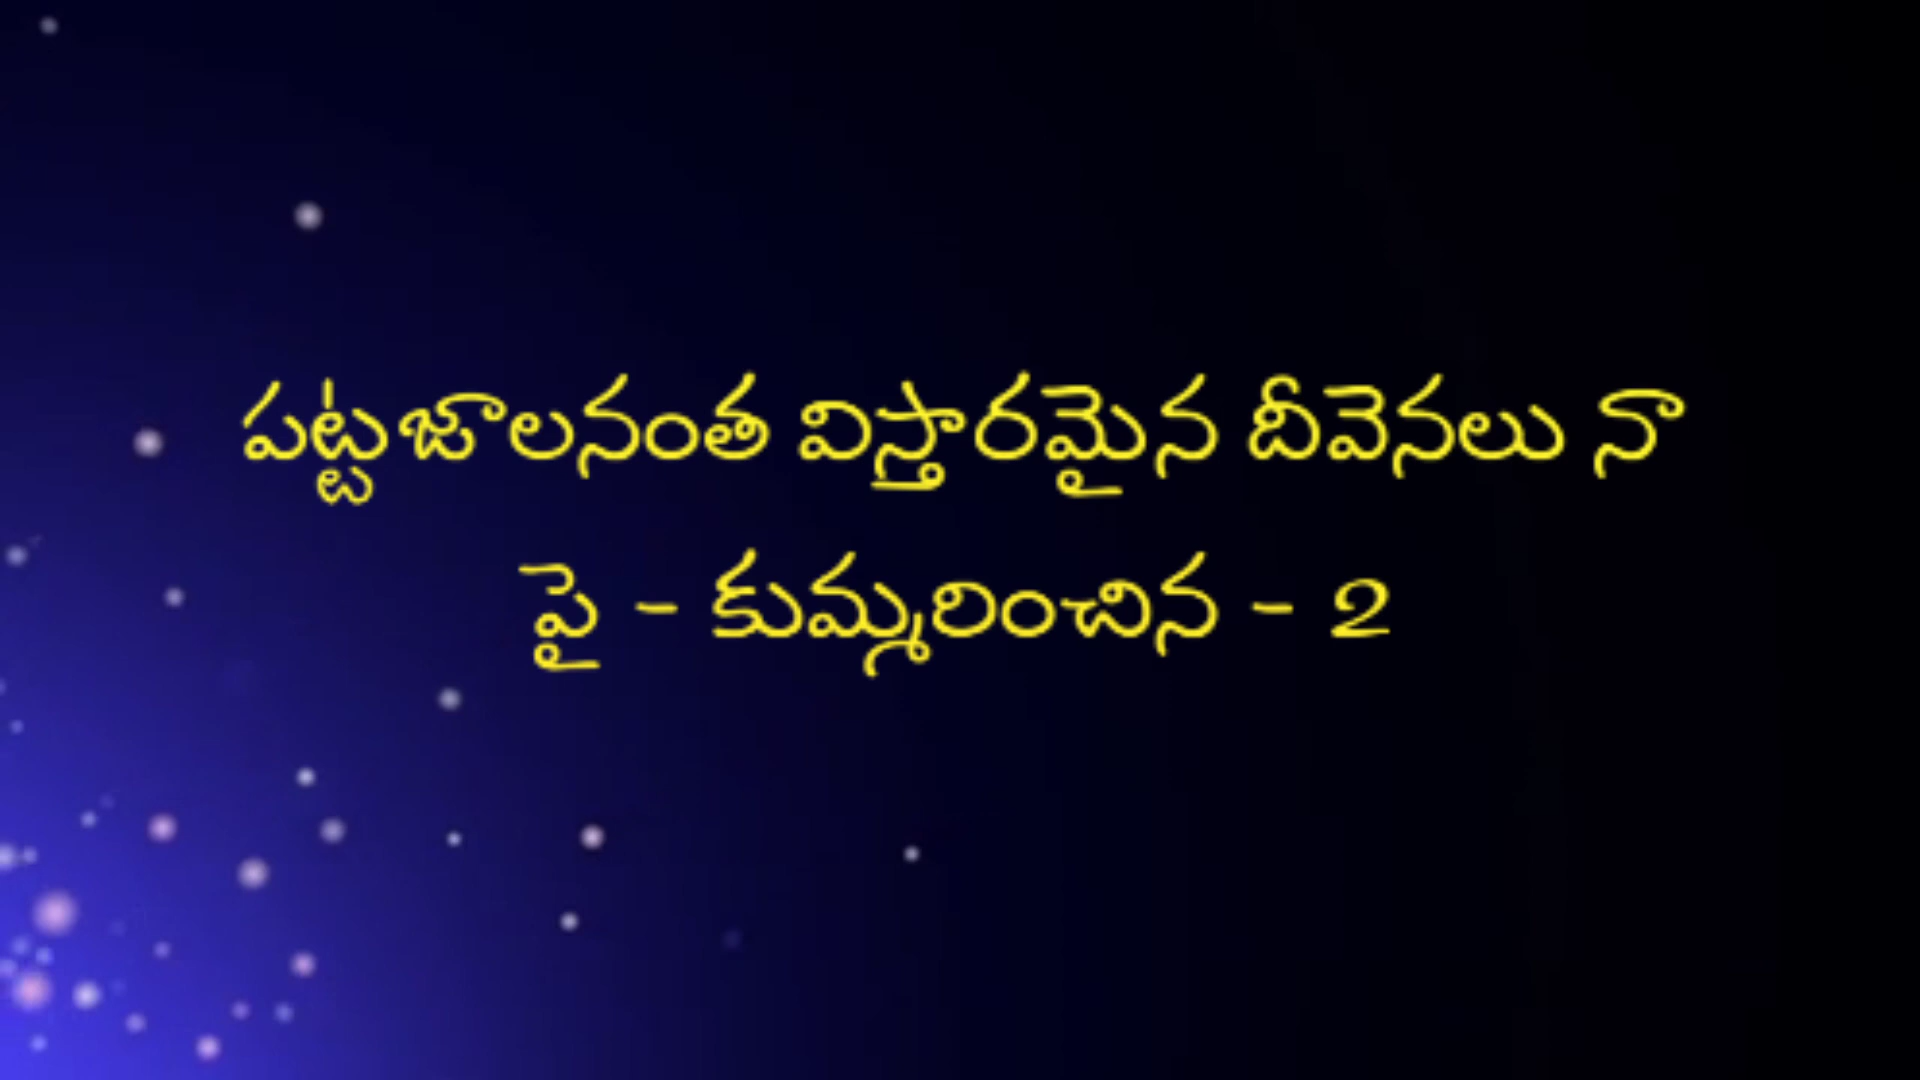 పట్టజాలనంత విస్తారమైన దీవెనలు నా
పై - కుమ్మరించిన - 2